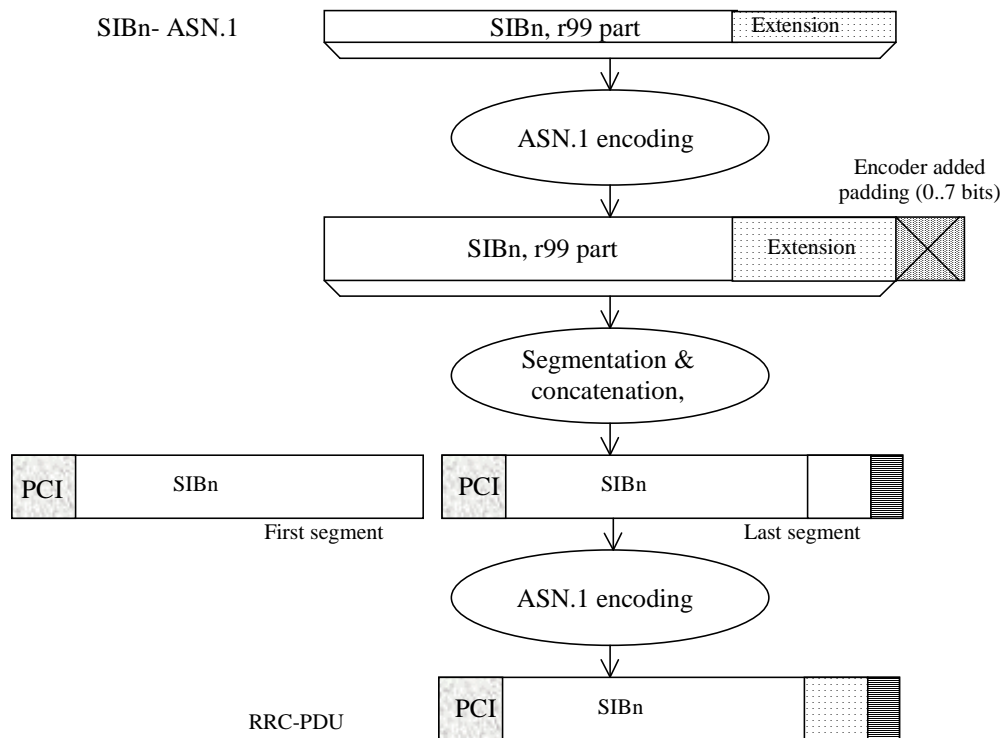 SIBn- ASN.1
SIBn, r99 part
Extension
ASN.1 encoding
Encoder added
padding (0..7 bits)
SIBn, r99 part
Extension
Segmentation &
concatenation,
PCI
SIBn
PCI
SIBn
First segment
Last segment
ASN.1 encoding
RRC-PDU
PCI
SIBn